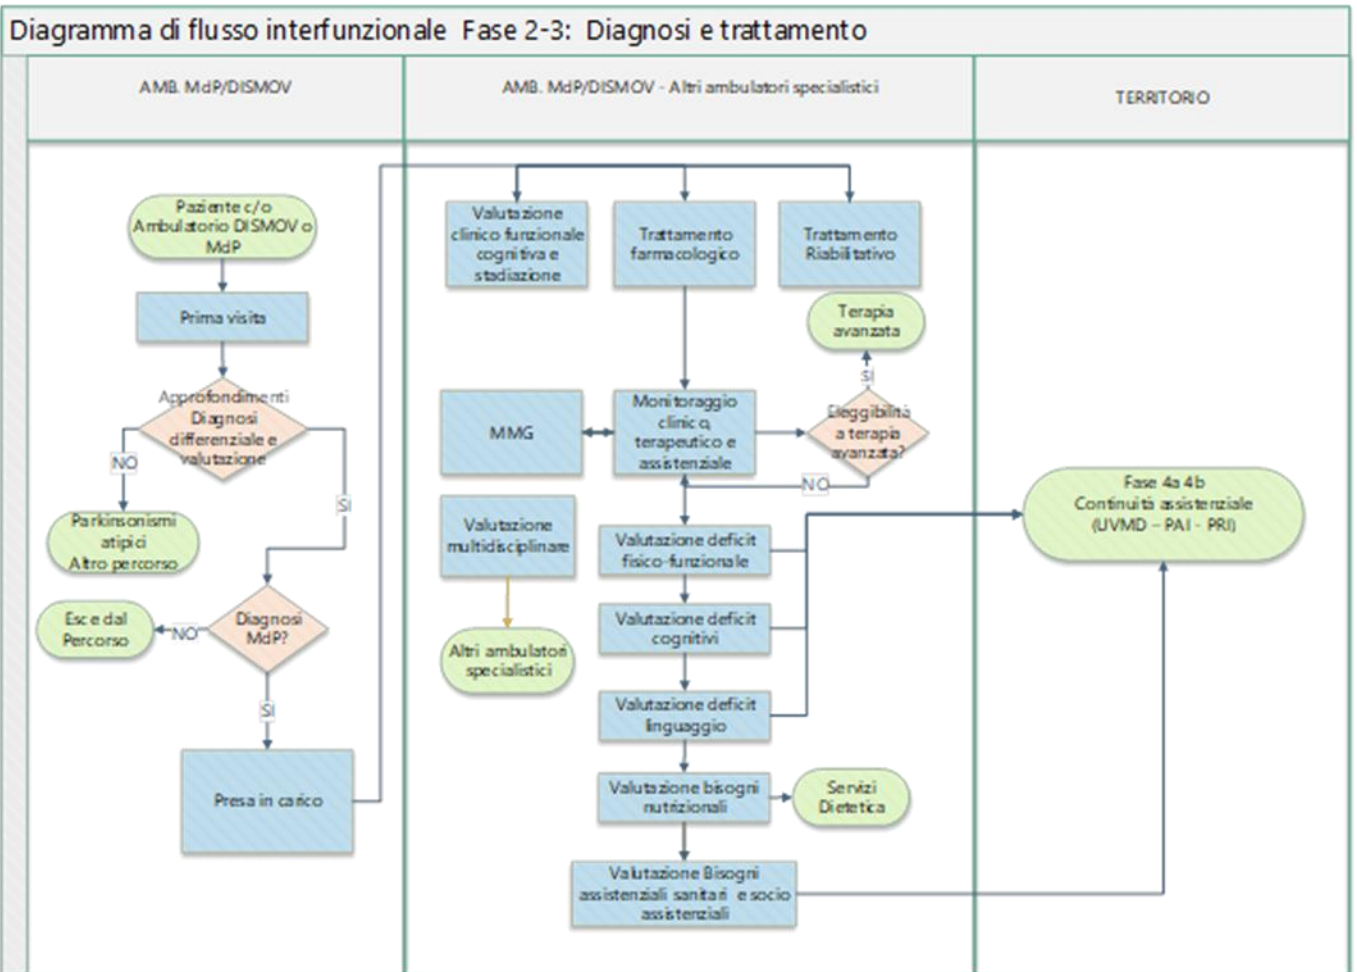 Diagramma di flusso interfunzionale Fase 2-3: Diagnosi e trattamento
AMB. MdP/DISMOV
AMB. MdP/DISMOV - Altri ambulatori specialistici
TERRITORIO
Paziente c/o
Ambulatorio DISMOV o
MdP
Prima visita
Approfondimenti
Diagnosi
differenziale e
valutazione
NO
SI
Parkinsonismi
atipici
Altro percorso
Esce dal
Percorso
NO
Diagnosi
MdP?
SI
Presa in carico
Valutazione
clinico funzionale
cognitiva e
stadiazione
Trattamento
farmacologico
Trattamento
Riabilitativo
Terapia
avanzata
SI
MMG
Monitoraggio
clinico,
terapeutico e
assistenziale
Eleggibilità
a terapia
avanzata?
NO
Valutazione
multidisciplinare
Altri ambulatori
specialistici
Valutazione deficit
fisico-funzionale
Valutazione deficit
cognitivi
Valutazione deficit
linguaggio
Valutazione bisogni
nutrizionali
Servizi
Dietetica
Valutazione Bisogni
assistenziali sanitari e socio
assistenziali
Fase 4a 4b
Continuità assistenziale
(UVMD - PAI - PRI)